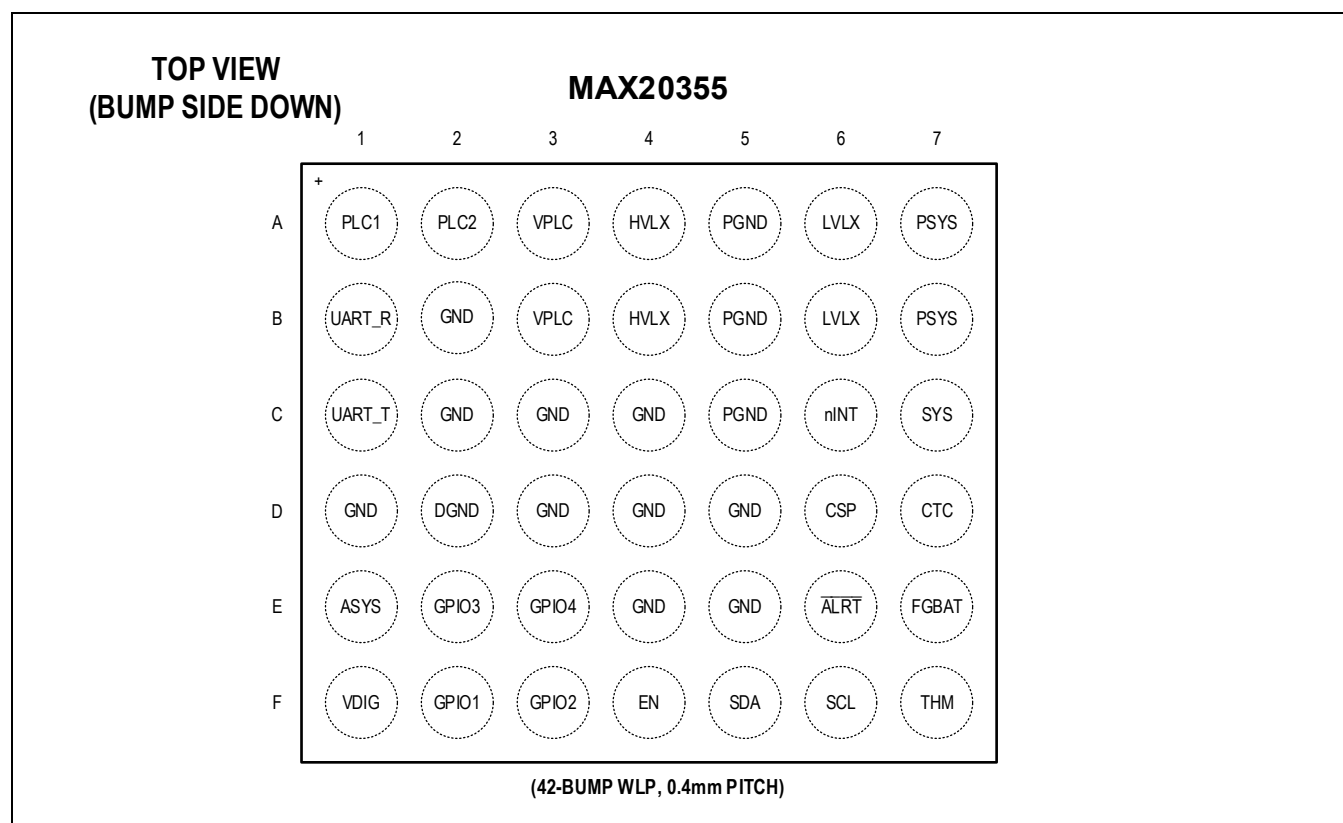 TOP VIEW
(BUMP SIDE DOWN)
MAX20355
1 2 3 4 5 6 7
+
A PLC1 PLC2 VPLC HVLX PGND LVLX PSYS
B UART_R GND VPLC HVLX PGND LVLX PSYS
C UART_T GND GND GND PGND nINT SYS
D GND DGND GND GND GND CSP CTC
E ASYS GPIO3 GPIO4 GND GND A̅L̅R̅T̅ FGBAT
F VDIG GPIO1 GPIO2 EN SDA SCL THM
(42-BUMP WLP, 0.4mm PITCH)